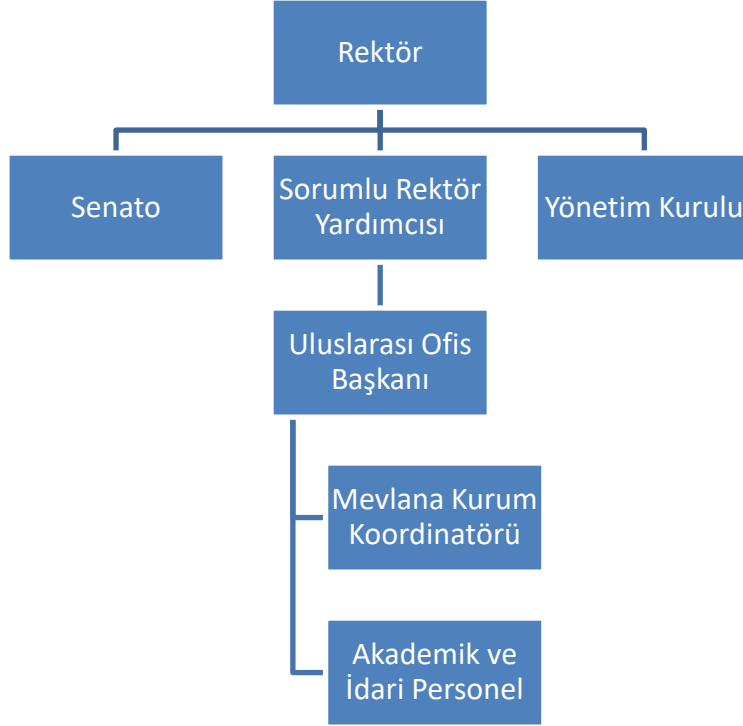 Rektör
Senato
Sorumlu Rektör
Yardımcısı
Yönetim Kurulu
Uluslarası Ofis
Başkanı
Mevlana Kurum
Koordinatörü
Akademik ve
İdari Personel